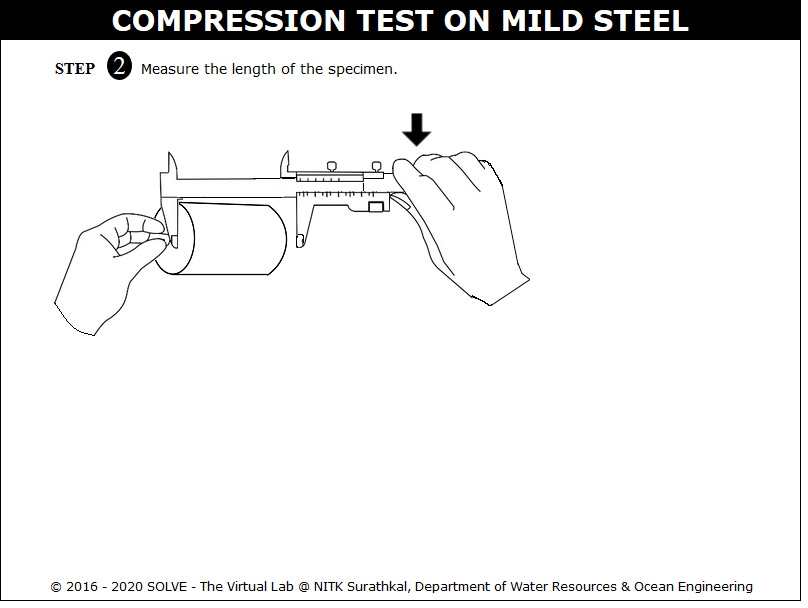 COMPRESSION TEST ON MILD STEEL
STEP 2 Measure the length of the specimen.
© 2016 - 2020 SOLVE - The Virtual Lab @ NITK Surathkal, Department of Water Resources & Ocean Engineering